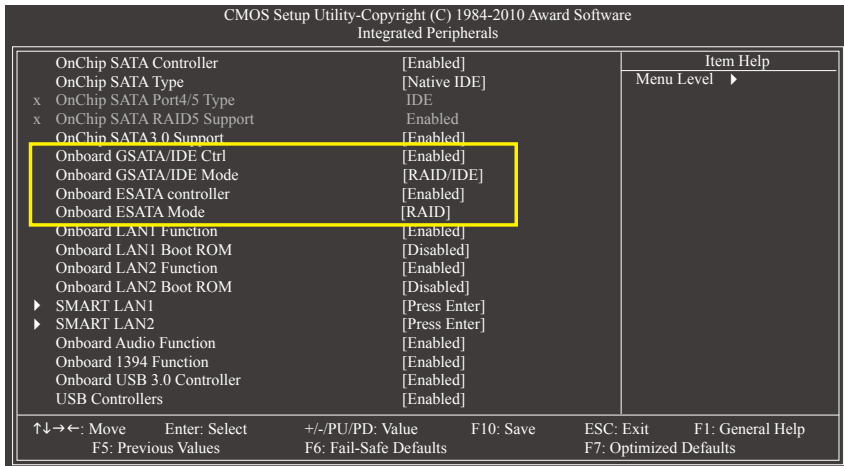 CMOS Setup Utility-Copyright (C) 1984-2010 Award Software
Integrated Peripherals
OnChip SATA Controller [Enabled]
OnChip SATA Type [Native IDE]
x OnChip SATA Port4/5 Type IDE
x OnChip SATA RAID5 Support Enabled
OnChip SATA3.0 Support [Enabled]
Onboard GSATA/IDE Ctrl [Enabled]
Onboard GSATA/IDE Mode [RAID/IDE]
Onboard ESATA controller [Enabled]
Onboard ESATA Mode [RAID]
Onboard LAN1 Function [Enabled]
Onboard LAN1 Boot ROM [Disabled]
Onboard LAN2 Function [Enabled]
Onboard LAN2 Boot ROM [Disabled]
SMART LAN1 [Press Enter]
SMART LAN2 [Press Enter]
Onboard Audio Function [Enabled]
Onboard 1394 Function [Enabled]
Onboard USB 3.0 Controller [Enabled]
USB Controllers [Enabled]
Item Help
Menu Level
↑↓→←: Move Enter: Select +/-/PU/PD: Value F10: Save ESC: Exit F1: General Help
F5: Previous Values F6: Fail-Safe Defaults F7: Optimized Defaults